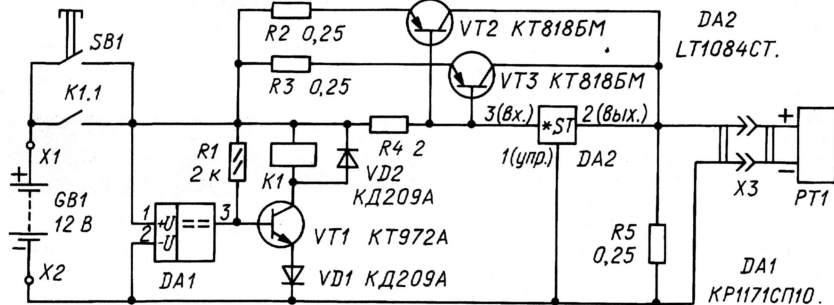 R2 0,25
VT2 КТ818БМ
DA2
LT1084CT.
SB1
R3 0,25
VT3 КТ818БМ
K1.1
3(вх.)
*ST
2(вых.)
+
X1
R1
2 к
K1
VD2
КД209А
R4 2
1(упр.)
DA2
X3
−
РТ1
+
GB1
12 В
−
1
2
+U
-U
==
3
DA1
VT1 КТ972А
VD1 КД209А
R5
0,25
X2
DA1
КР1171СП10.